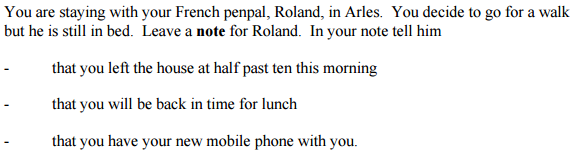 You are staying with your French penpal, Roland, in Arles.  You decide to go for a walk
but he is still in bed.  Leave a note for Roland.  In your note tell him
- that you left the house at half past ten this morning
- that you will be back in time for lunch
- that you have your new mobile phone with you.